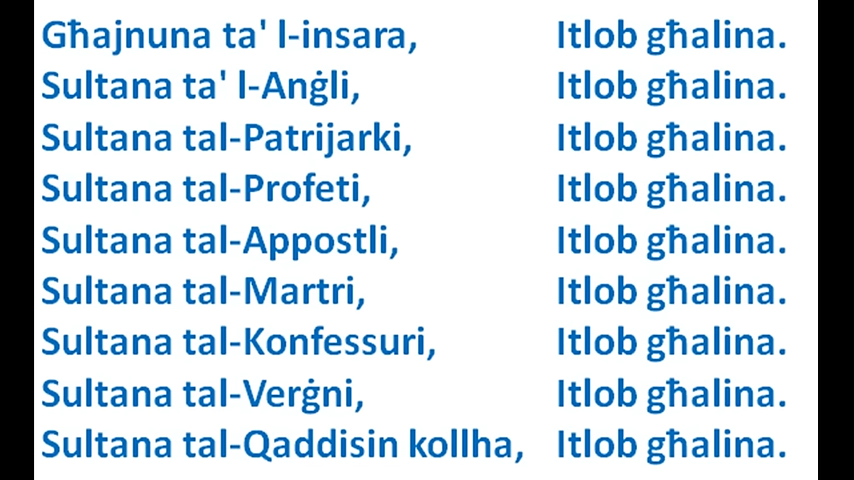 Għajnuna ta' l-insara, Itlob għalina.
Sultana ta' l-Anġli, Itlob għalina.
Sultana tal-Patrijarki, Itlob għalina.
Sultana tal-Profeti, Itlob għalina.
Sultana tal-Appostli, Itlob għalina.
Sultana tal-Martri, Itlob għalina.
Sultana tal-Konfessuri, Itlob għalina.
Sultana tal-Verġni, Itlob għalina.
Sultana tal-Qaddisin kollha, Itlob għalina.